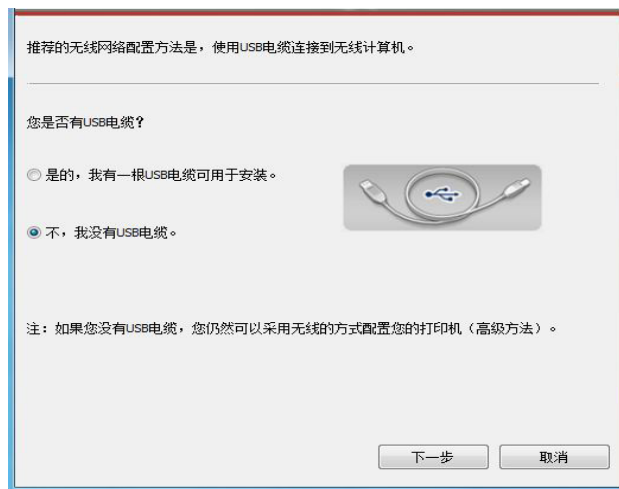 推荐的无线网络配置方法是，使用USB电缆连接到无线计算机。
您是否有USB电缆?
是的，我有一根USB电缆可用于安装。
不，我没有USB电缆。
注：如果您没有USB电缆，您仍然可以采用无线的方式配置您的打印机（高级方法）。
下一步
取消